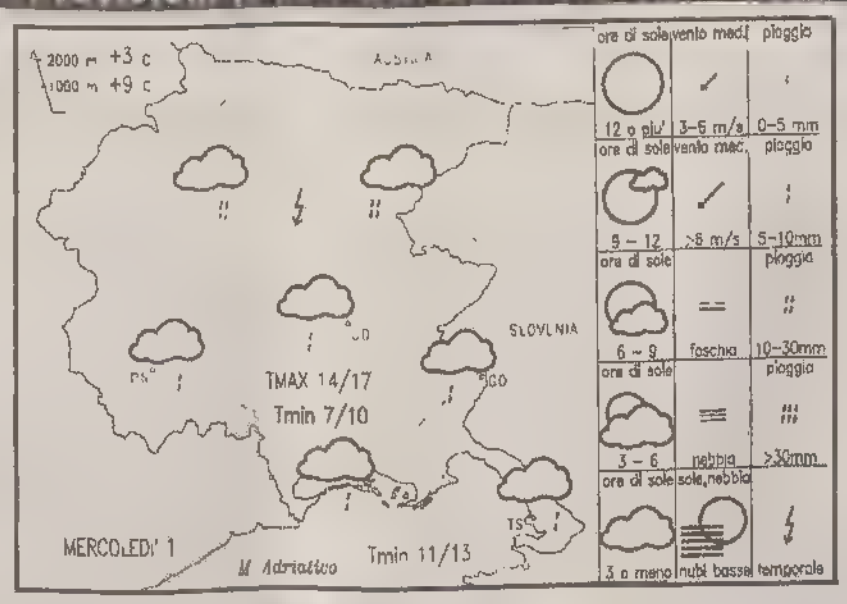 2000 m +3 c
1000 m +9 c
AUSTRIA
SLOVENIA
UD
PN
GO
TMAX 14/17
Tmin 7/10
TS
MERCOLEDI' 1
M Adriatico
Tmin 11/13
ore di sole vento med. pioggia
12 o piu' 3-6 m/s 0-5 mm
ore di sole vento med. pioggia
9 - 12 >6 m/s 5-10mm
ore di sole pioggia
6 - 9 foschia 10-30mm
ore di sole pioggia
3 - 6 nebbia >30mm
ore di sole sole,nebbia
3 o meno nubi basse temporale